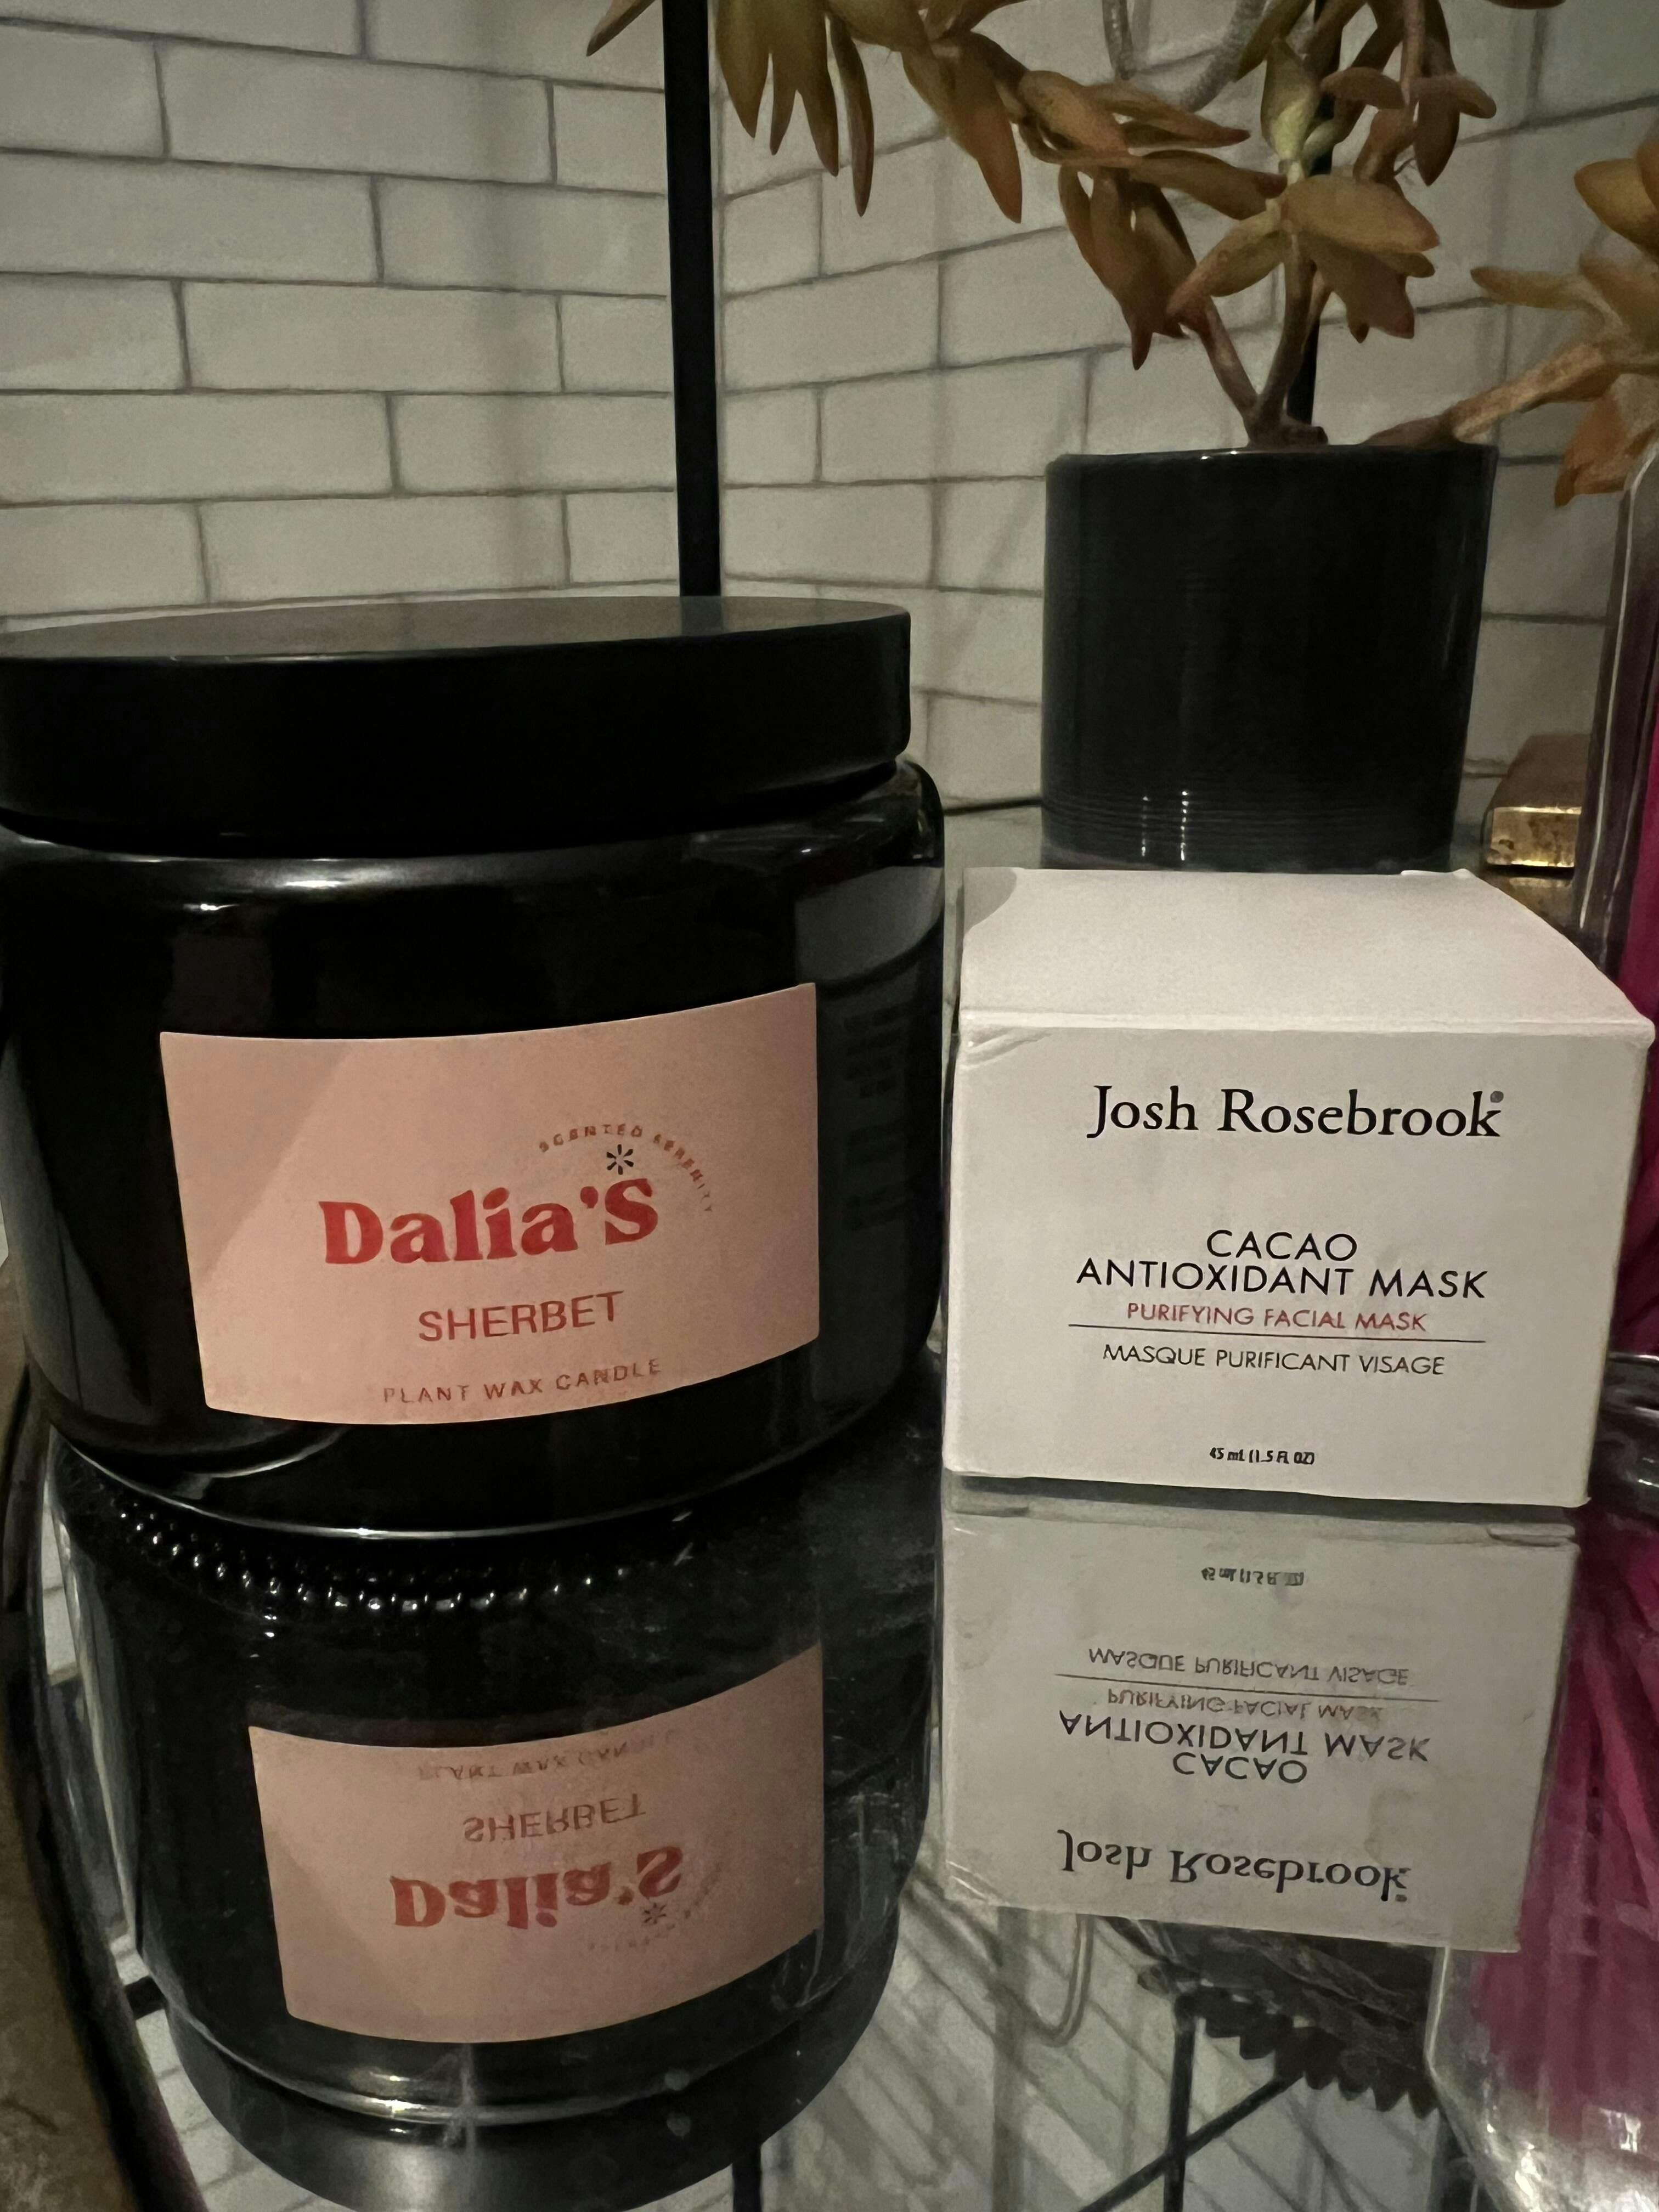 SCENTED SERENITY
Dalia'S
SHERBET
PLANT WAX CANDLE
Josh Rosebrook®
CACAO
ANTIOXIDANT MASK
PURIFYING FACIAL MASK
MASQUE PURIFICANT VISAGE
45 mL (1.5 FL OZ)